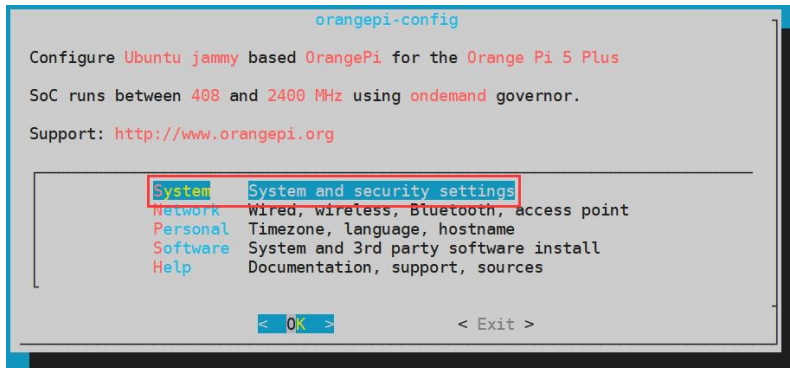 orangepi-config
Configure Ubuntu jammy based OrangePi for the Orange Pi 5 Plus
SoC runs between 408 and 2400 MHz using ondemand governor.
Support: http://www.orangepi.org
System System and security settings
Network Wired, wireless, Bluetooth, access point
Personal Timezone, language, hostname
Software System and 3rd party software install
Help Documentation, support, sources
< OK > < Exit >